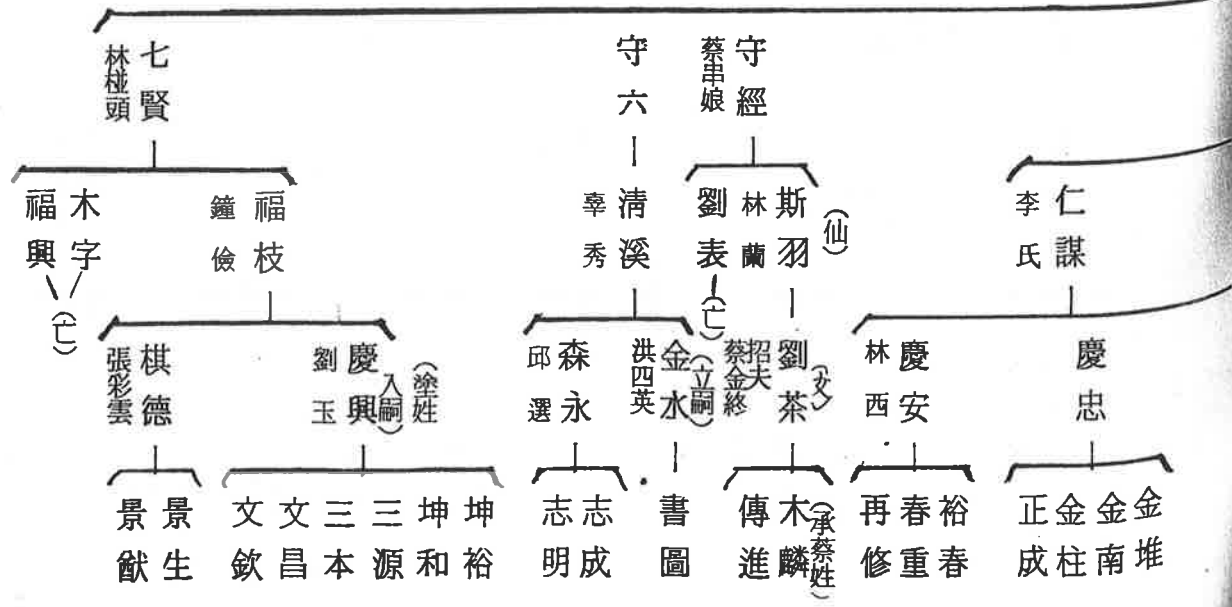 守經
蔡串娘
守六
七賢
林椪頭
仁謀
李氏
(仙)
斯羽
林蘭
劉表
(亡)
清溪
辜秀
福枝
鐘儉
木字
福興
(亡)
慶忠
慶安
林西
(女)
劉茶
招夫
蔡金終
(立嗣)
金水
洪四英
森永
邱選
(塗姓
入嗣)
慶興
劉玉
棋德
張彩雲
金堆
金南
金柱
正成
裕春
春重
再修
(承蔡姓)
木麟
傳進
書圖
志成
志明
坤裕
坤和
三源
三本
文昌
文欽
景生
景猷